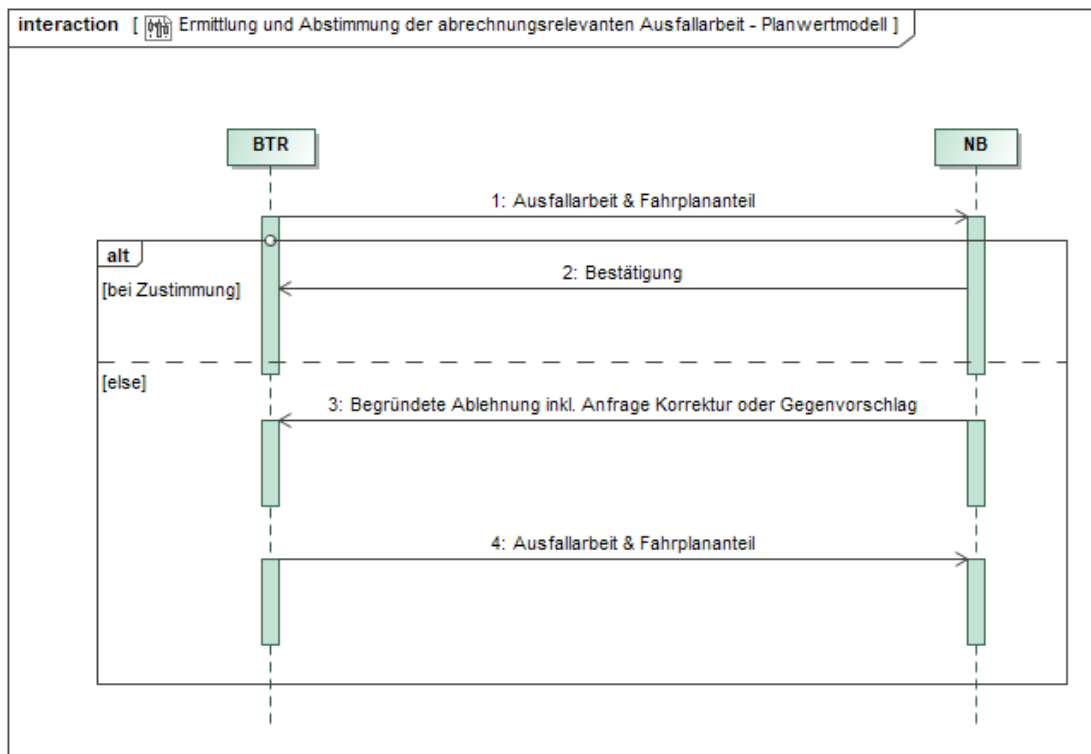 interaction [ Ermittlung und Abstimmung der abrechnungsrelevanten Ausfallarbeit - Planwertmodell ]
BTR NB
1: Ausfallarbeit & Fahrplananteil
alt
2: Bestätigung
[bei Zustimmung]
[else]
3: Begründete Ablehnung inkl. Anfrage Korrektur oder Gegenvorschlag
4: Ausfallarbeit & Fahrplananteil